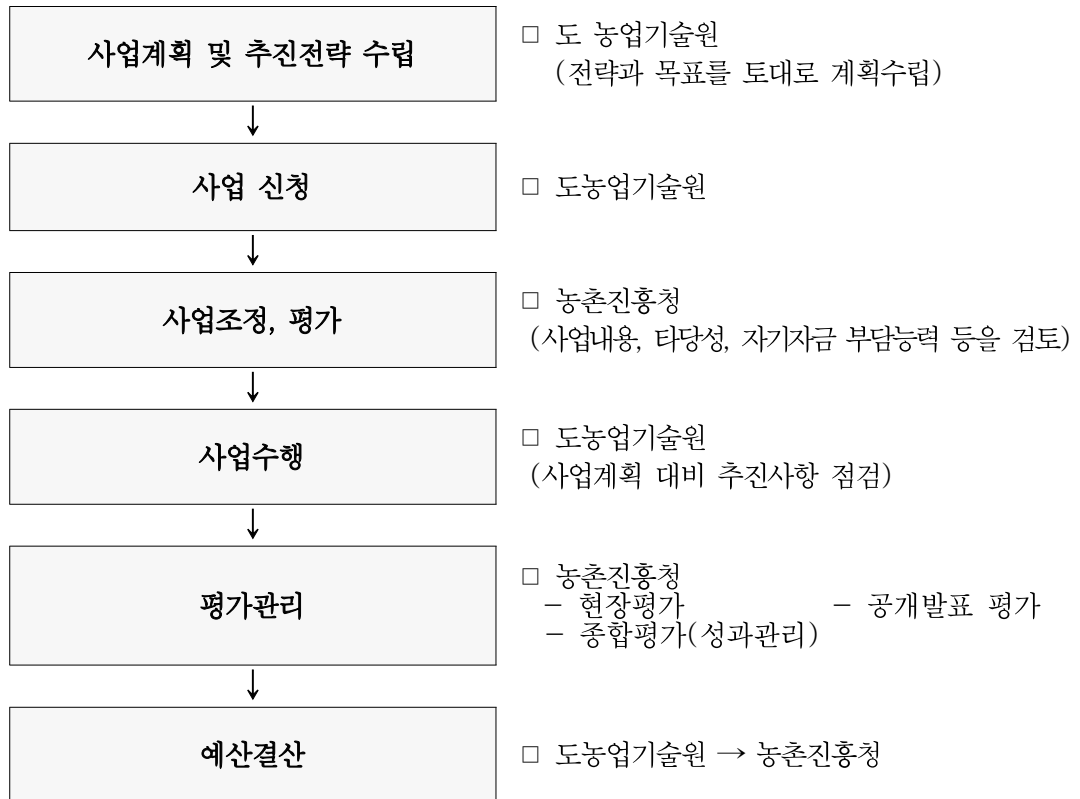 사업계획 및 추진전략 수립
□ 도 농업기술원
(전략과 목표를 토대로 계획수립)
↓
사업 신청
□ 도농업기술원
↓
사업조정, 평가
□ 농촌진흥청
(사업내용, 타당성, 자기자금 부담능력 등을 검토)
↓
사업수행
□ 도농업기술원
(사업계획 대비 추진사항 점검)
↓
평가관리
□ 농촌진흥청
- 현장평가 - 공개발표 평가
- 종합평가(성과관리)
↓
예산결산
□ 도농업기술원 → 농촌진흥청